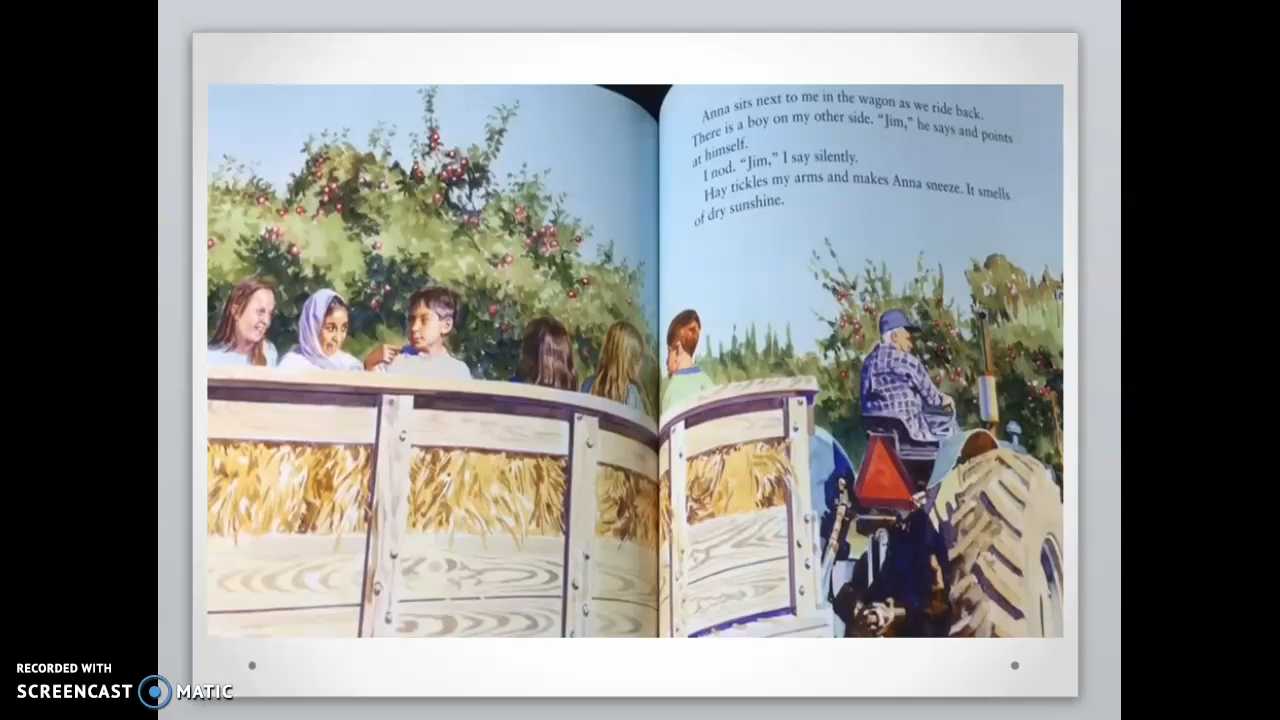 Anna sits next to me in the wagon as we ride back.
There is a boy on my other side. “Jim,” he says and points
at himself.
I nod. “Jim,” I say silently.
Hay tickles my arms and makes Anna sneeze. It smells
of dry sunshine.
RECORDED WITH
SCREENCAST MATIC